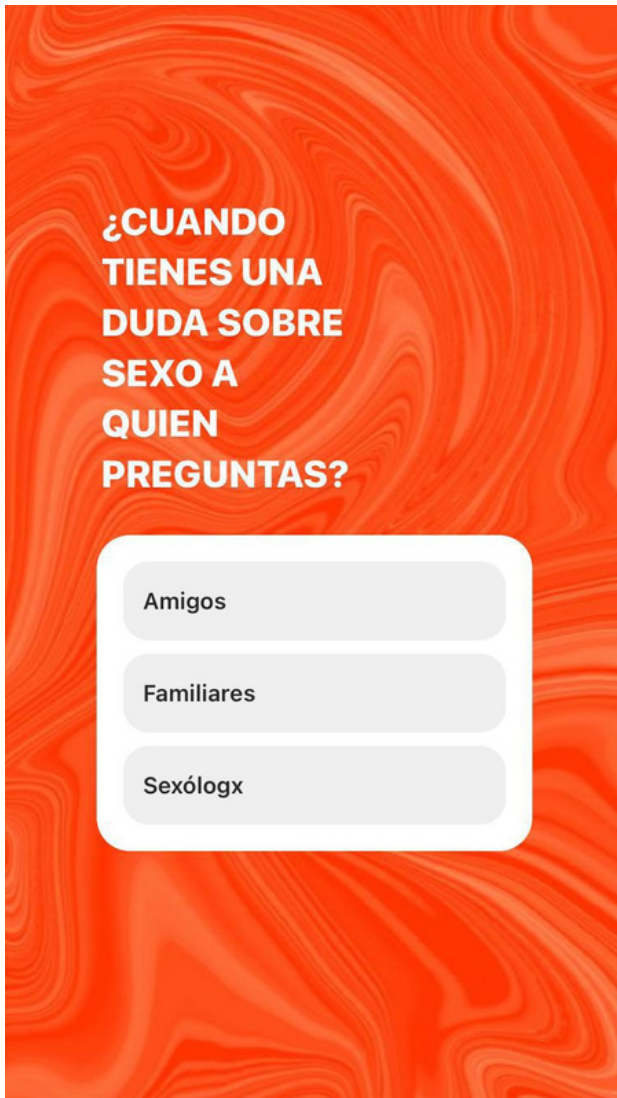 ¿CUANDO
TIENES UNA
DUDA SOBRE
SEXO A
QUIEN
PREGUNTAS?
Amigos
Familiares
Sexólogx